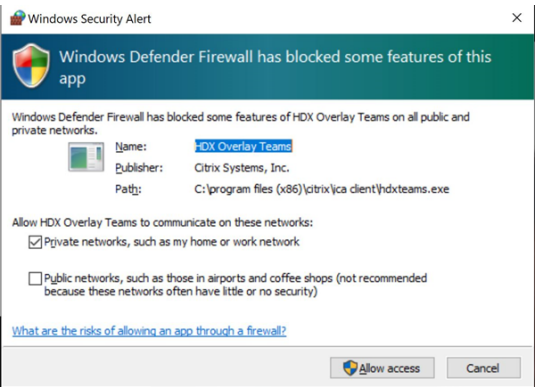 Windows Security Alert
Windows Defender Firewall has blocked some features of this
app
Windows Defender Firewall has blocked some features of HDX Overlay Teams on all public and
private networks.
Name: HDX Overlay Teams
Publisher: Citrix Systems, Inc.
Path: C:\program files (x86)\citrix\ica client\hdxteams.exe
Allow HDX Overlay Teams to communicate on these networks:
Private networks, such as my home or work network
Public networks, such as those in airports and coffee shops (not recommended
because these networks often have little or no security)
What are the risks of allowing an app through a firewall?
Allow access Cancel